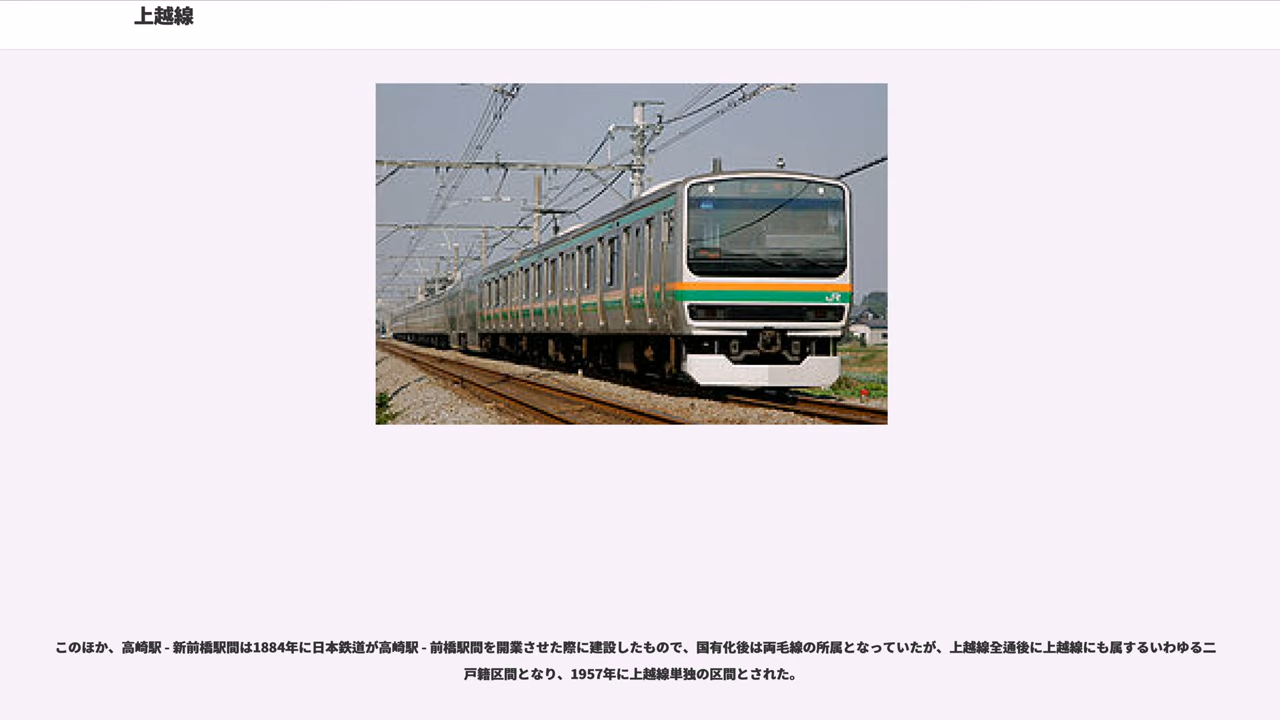 上越線
JR
このほか、高崎駅 - 新前橋駅間は1884年に日本鉄道が高崎駅 - 前橋駅間を開業させた際に建設したもので、国有化後は両毛線の所属となっていたが、上越線全通後に上越線にも属するいわゆる二
戸籍区間となり、1957年に上越線単独の区間とされた。